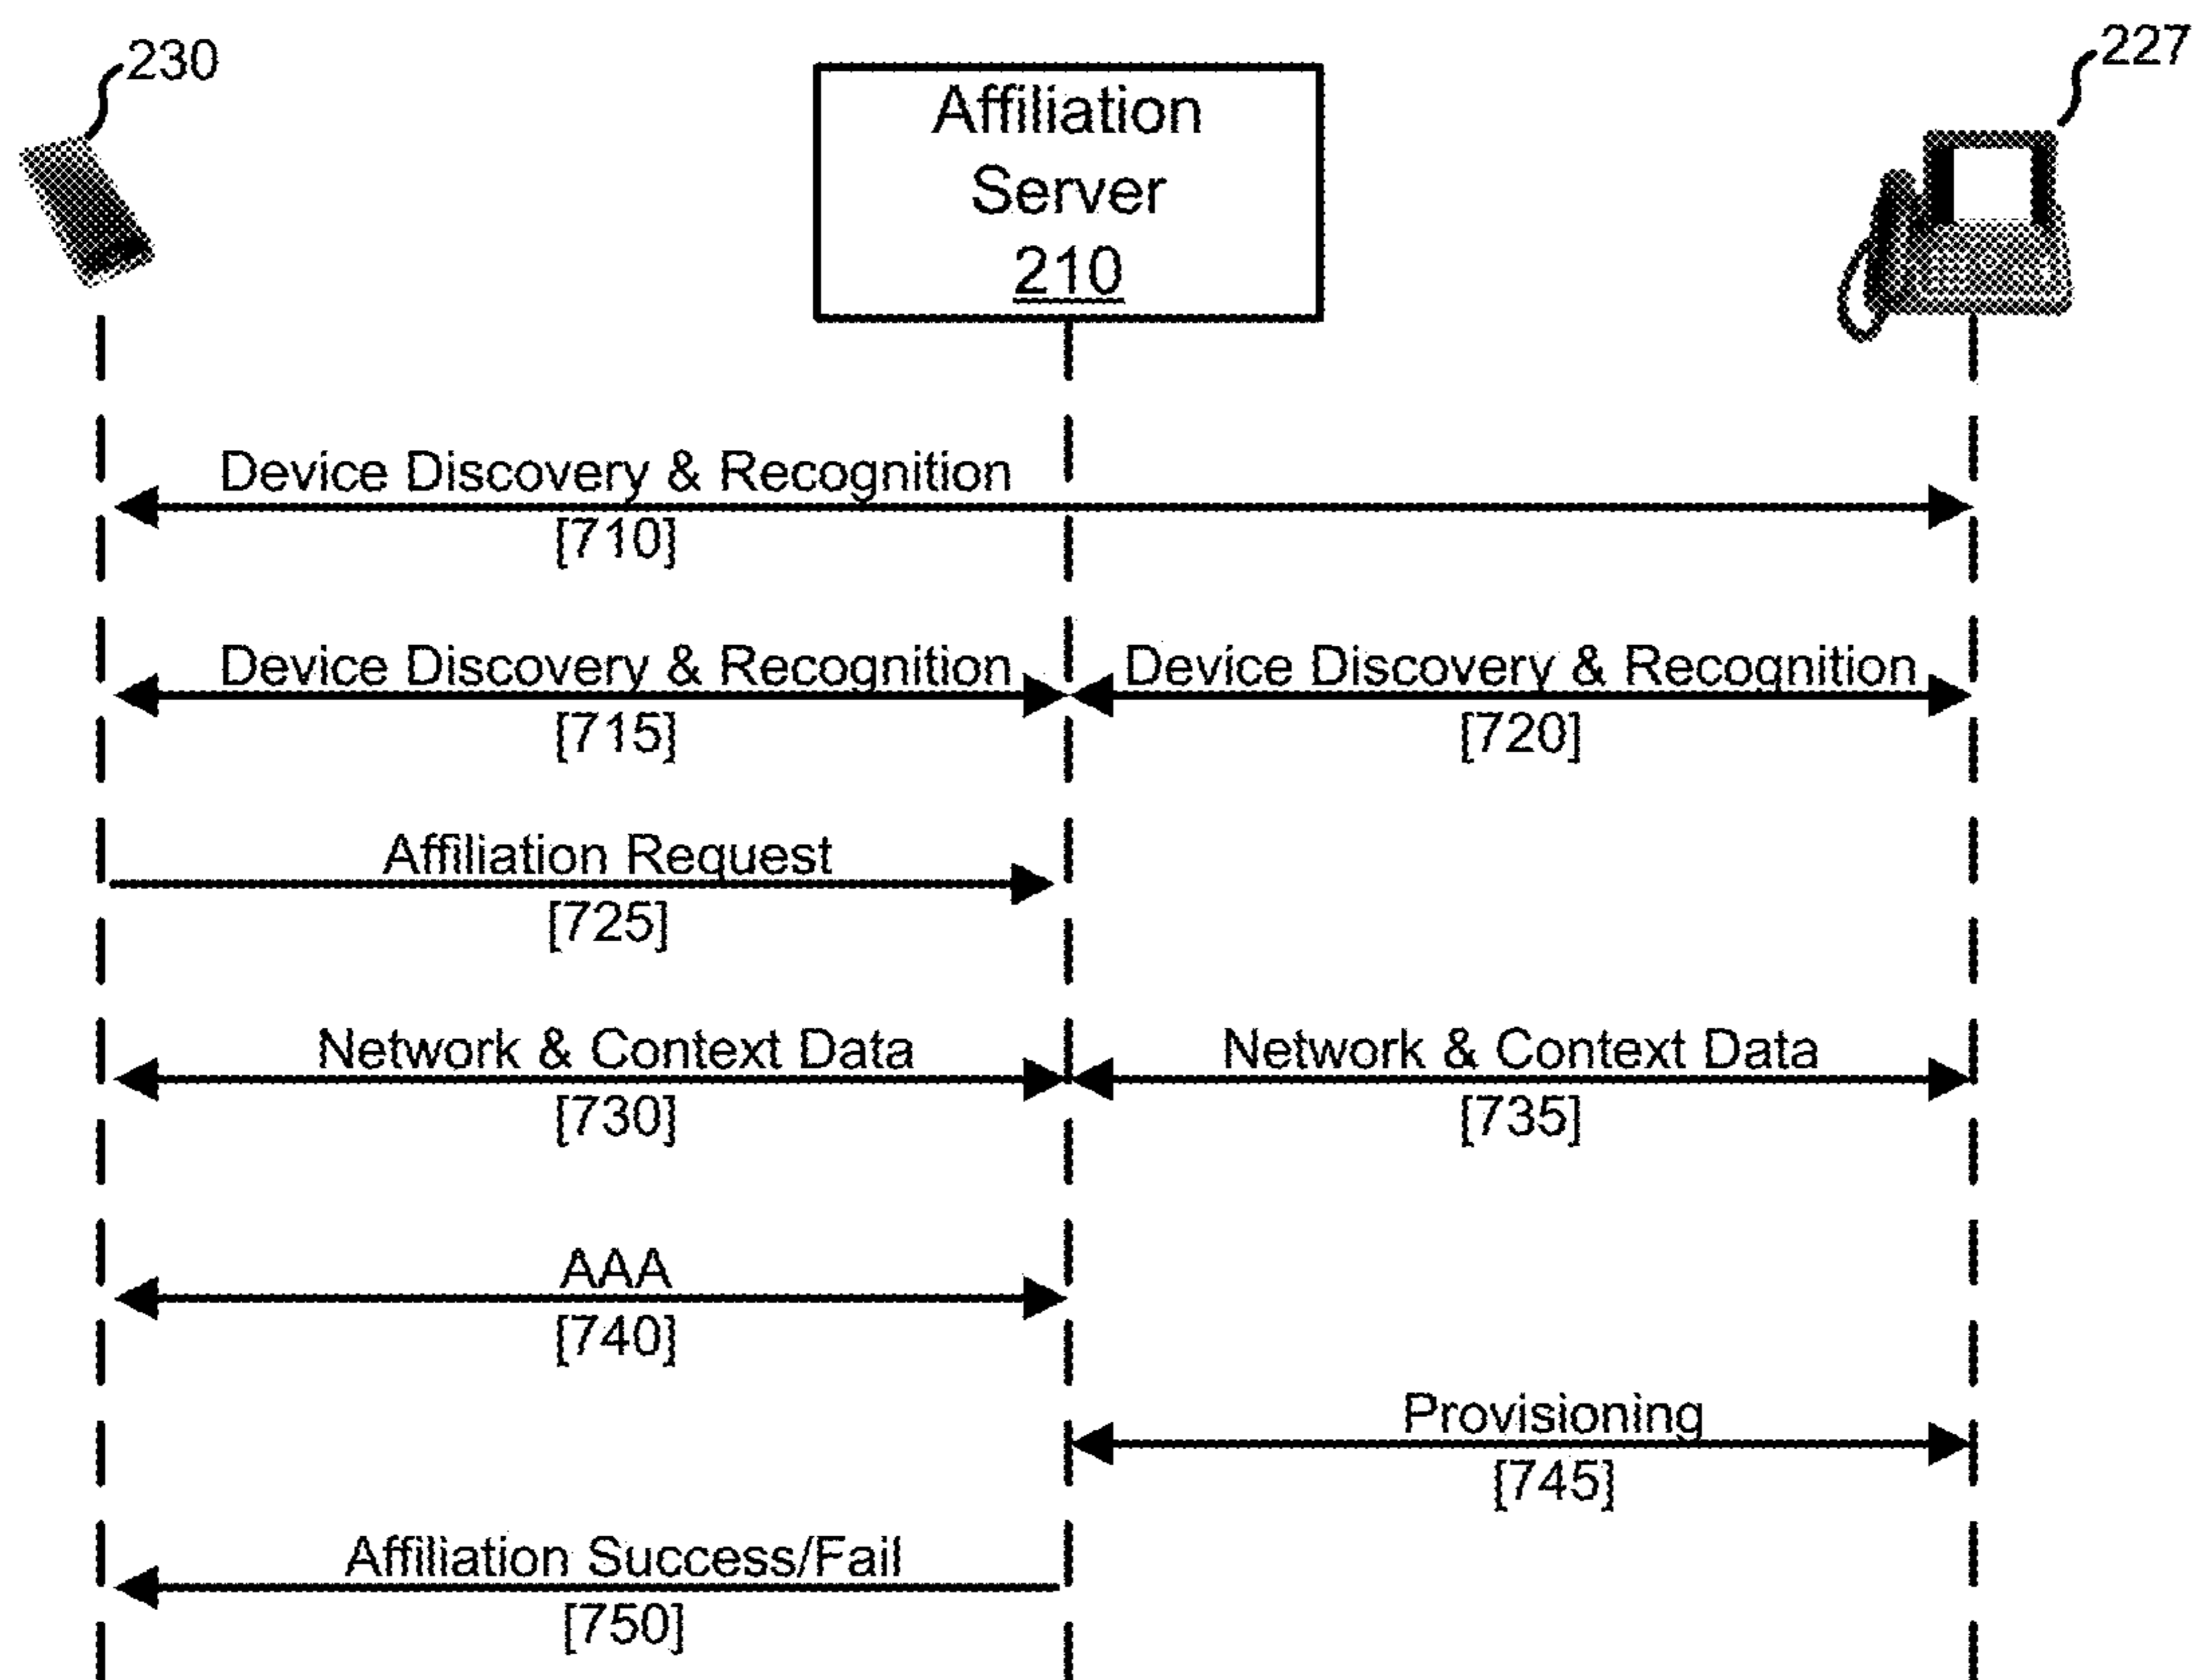 230
Affiliation
Server
210
227
Device Discovery & Recognition
[710]
Device Discovery & Recognition
[715]
Device Discovery & Recognition
[720]
Affiliation Request
[725]
Network & Context Data
[730]
Network & Context Data
[735]
AAA
[740]
Provisioning
[745]
Affiliation Success/Fail
[750]